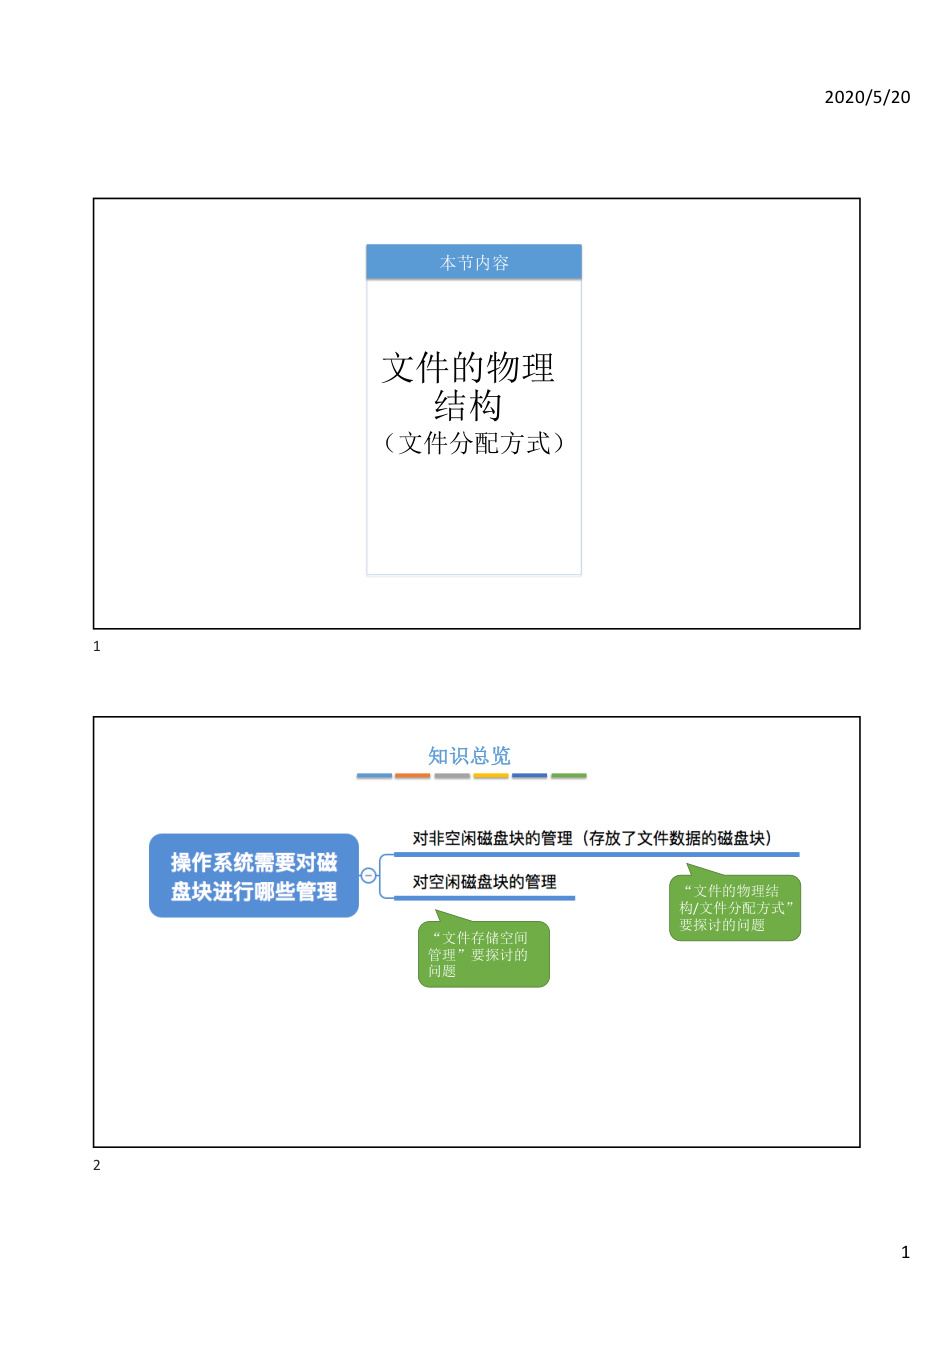 2020/5/20
本节内容
文件的物理
结构
（文件分配方式）
1
知识总览
操作系统需要对磁
盘块进行哪些管理
对非空闲磁盘块的管理（存放了文件数据的磁盘块）
对空闲磁盘块的管理
“文件的物理结
构/文件分配方式”
要探讨的问题
“文件存储空间
管理”要探讨的
问题
2
1